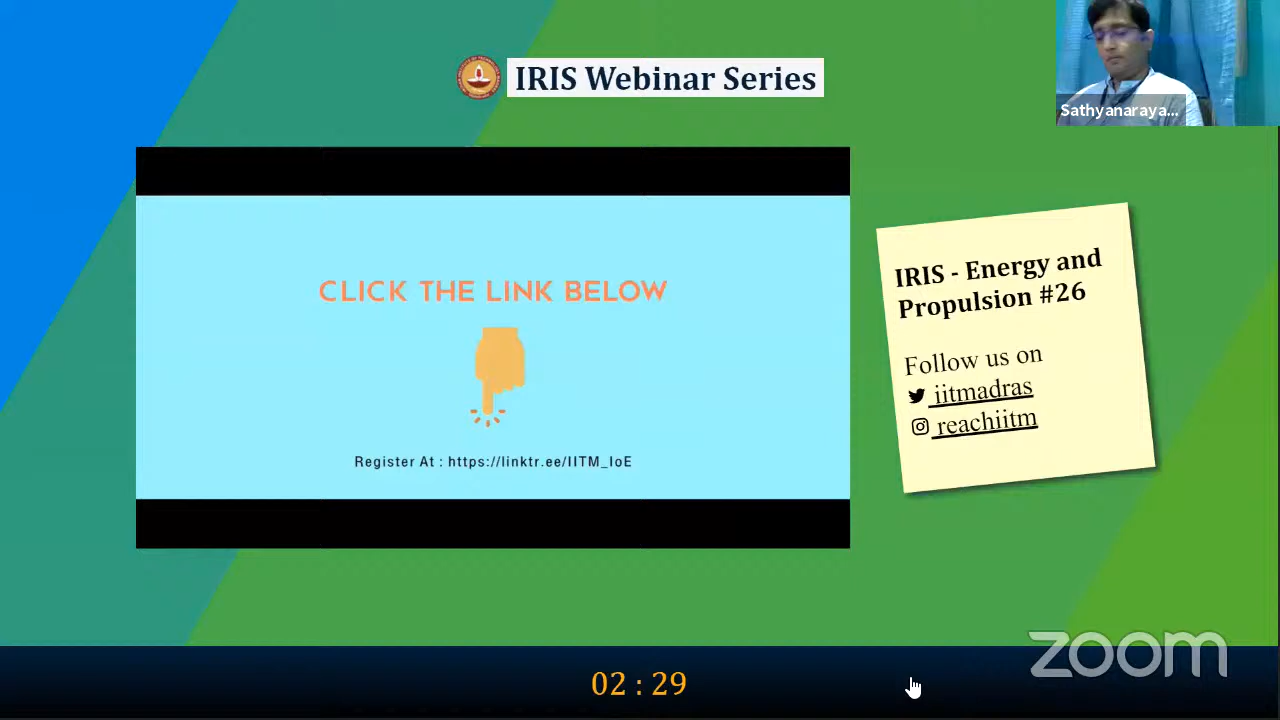 IRIS Webinar Series
Sathyanaraya...
CLICK THE LINK BELOW
Register At : https://linktr.ee/IITM_IoE
IRIS - Energy and
Propulsion #26
Follow us on
iitmadras
reachiitm
zoom
02 : 29